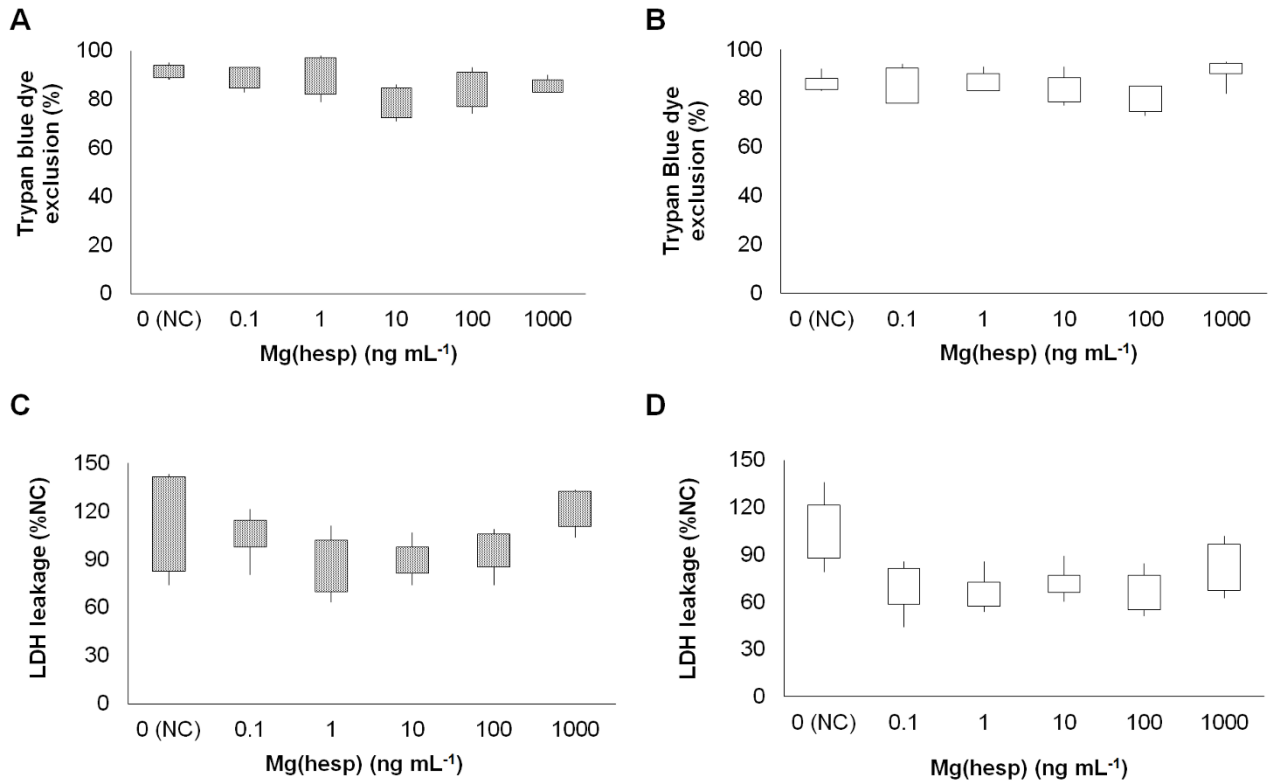 A
Trypan blue dye
exclusion (%)
100
80
60
40
20
0
0 (NC) 0.1 1 10 100 1000
Mg(hesp) (ng mL⁻¹)
B
Trypan Blue dye
exclusion (%)
100
80
60
40
20
0
0 (NC) 0.1 1 10 100 1000
Mg(hesp) (ng mL⁻¹)
C
LDH leakage (%NC)
150
120
90
60
30
0
0 (NC) 0.1 1 10 100 1000
Mg(hesp) (ng mL⁻¹)
D
LDH leakage (%NC)
150
120
90
60
30
0
0 (NC) 0.1 1 10 100 1000
Mg(hesp) (ng mL⁻¹)